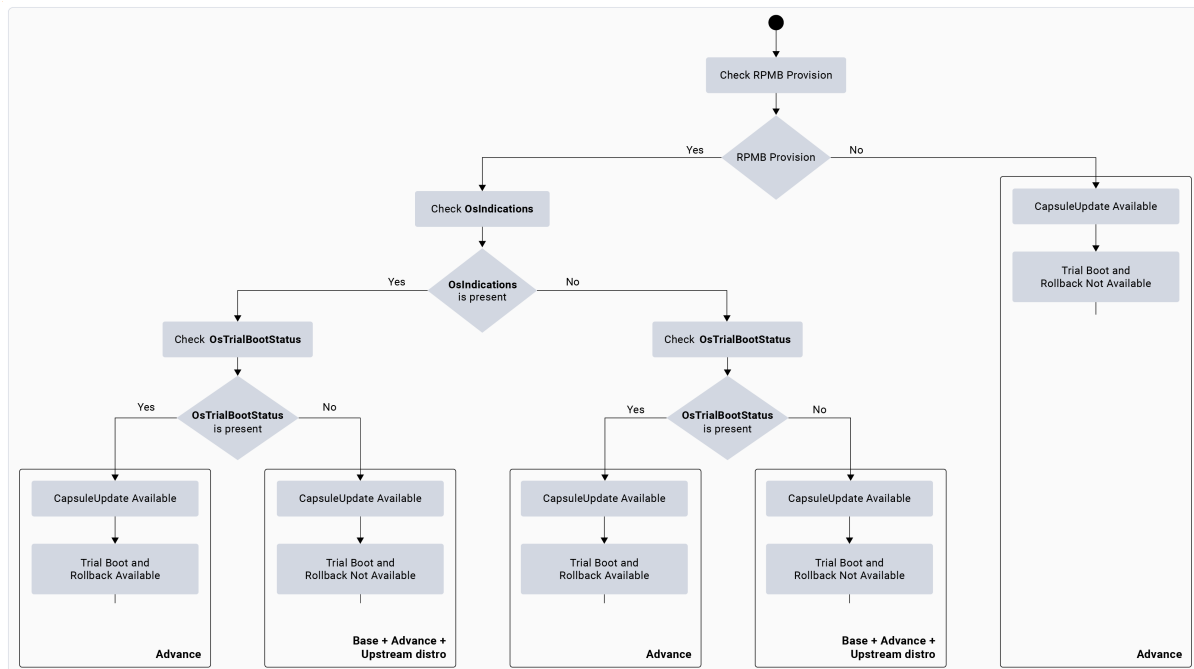 Check RPMB Provision
RPMB Provision
Yes
No
Check OsIndications
CapsuleUpdate Available
Trial Boot and
Rollback Not Available
Advance
OsIndications
is present
Yes
No
Check OsTrialBootStatus
Check OsTrialBootStatus
OsTrialBootStatus
is present
Yes
No
OsTrialBootStatus
is present
Yes
No
CapsuleUpdate Available
Trial Boot and
Rollback Available
Advance
CapsuleUpdate Available
Trial Boot and
Rollback Not Available
Base + Advance +
Upstream distro
CapsuleUpdate Available
Trial Boot and
Rollback Available
Advance
CapsuleUpdate Available
Trial Boot and
Rollback Not Available
Base + Advance +
Upstream distro